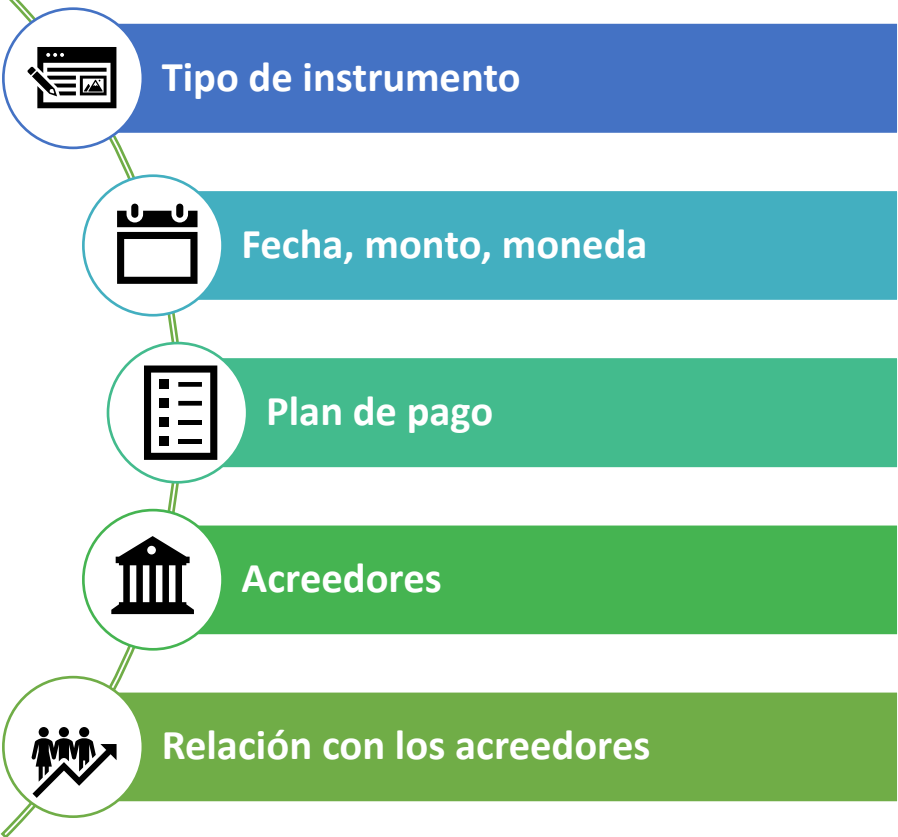 Tipo de instrumento
Fecha, monto, moneda
Plan de pago
Acreedores
Relación con los acreedores